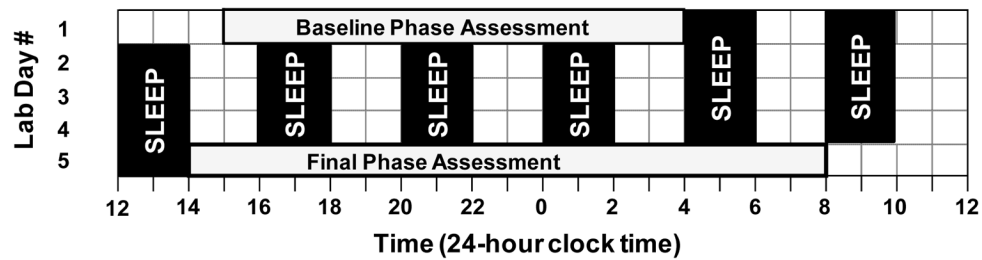 Lab Day #
1
Baseline Phase Assessment
2
3
4
5
SLEEP
SLEEP
SLEEP
SLEEP
SLEEP
SLEEP
Final Phase Assessment
12 14 16 18 20 22 0 2 4 6 8 10 12
Time (24-hour clock time)